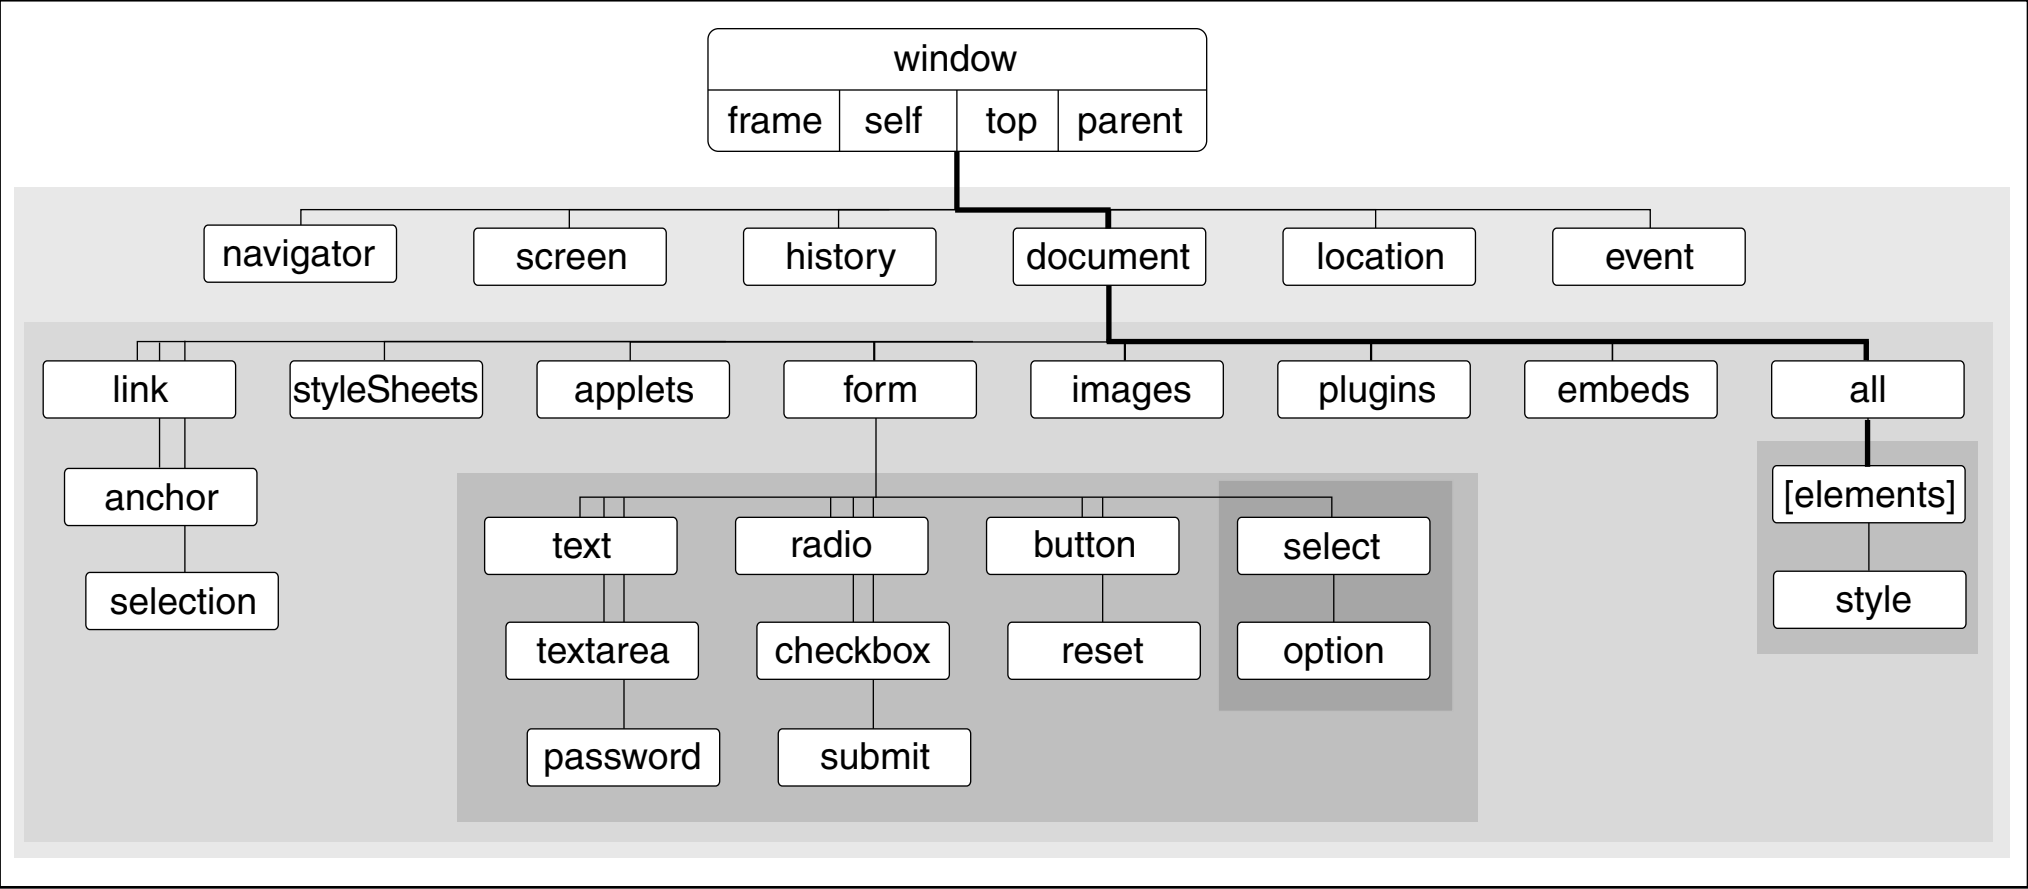 window
frame self top parent
navigator screen history document location event
link styleSheets applets form images plugins embeds all
anchor [elements]
text radio button select
selection style
textarea checkbox reset option
password submit